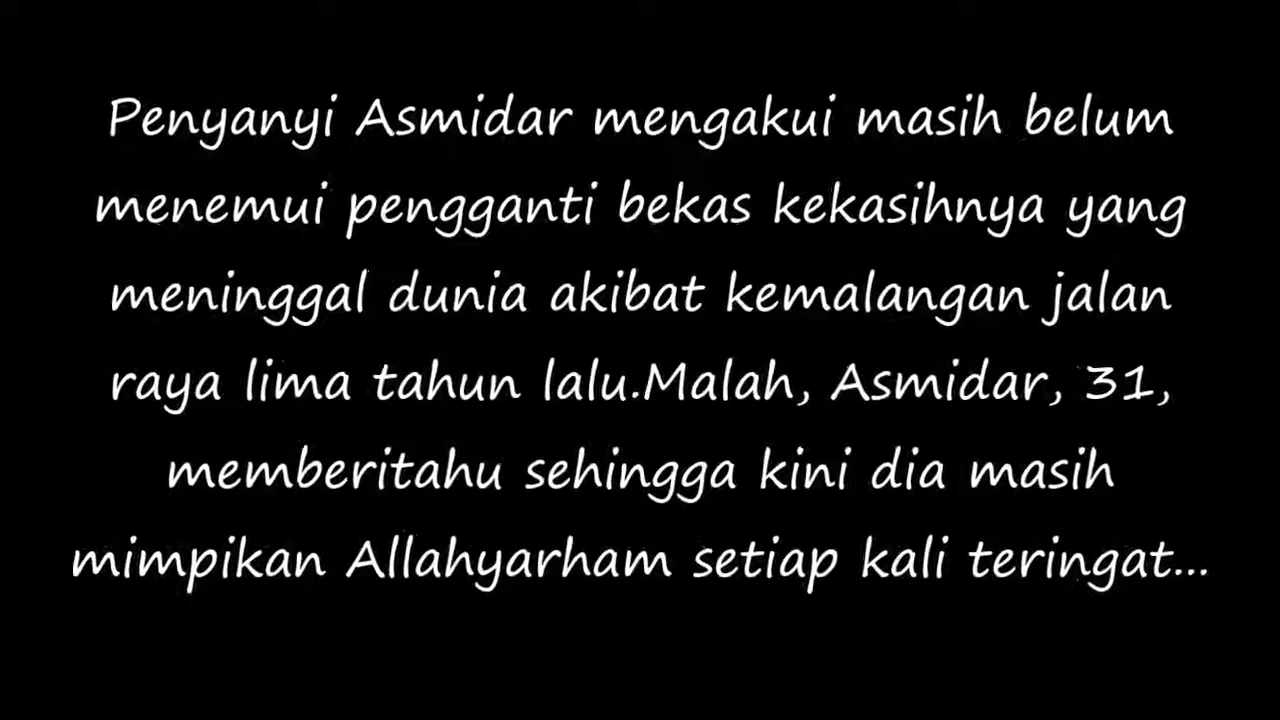 Penyanyi Asmidar mengakui masih belum
menemui pengganti bekas kekasihnya yang
meninggal dunia akibat kemalangan jalan
raya lima tahun lalu.Malah, Asmidar, 31,
memberitahu sehingga kini dia masih
mimpikan Allahyarham setiap kali teringat...